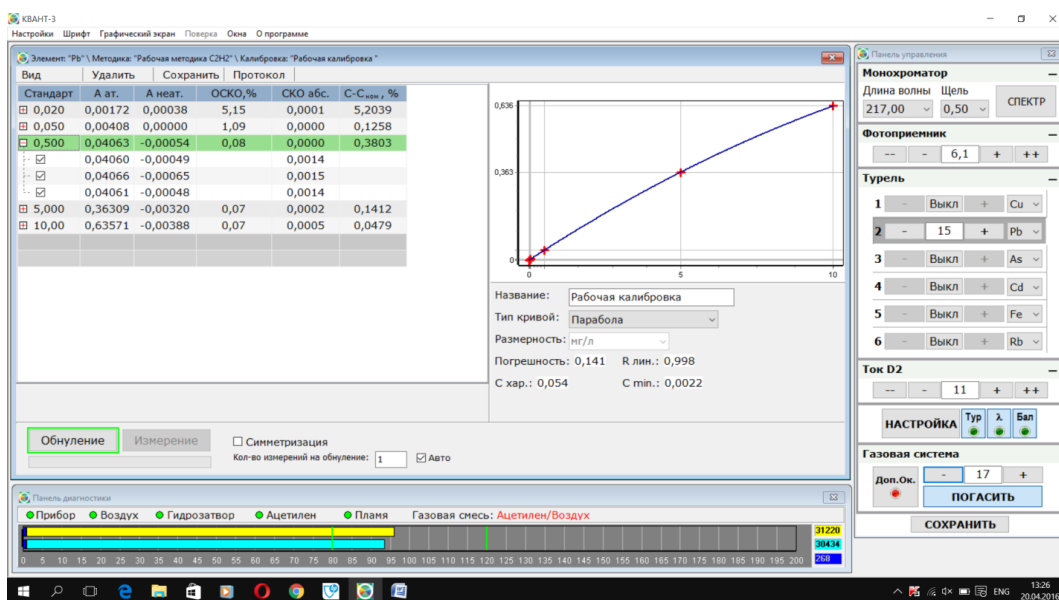 КВАНТ-3
Настройки Шрифт Графический экран Поверка Окна О программе
Элемент: "Pb" \ Методика: "Рабочая методика C2H2" \ Калибровка: "Рабочая калибровка "
Вид Удалить Сохранить Протокол
Стандарт А ат. А неат. ОСКО,% СКО абс. C-Cном, %
0,020 0,00172 0,00038 5,15 0,0001 5,2039
0,050 0,00408 0,00000 1,09 0,0000 0,1258
0,500 0,04063 -0,00054 0,08 0,0000 0,3803
0,04060 -0,00049 0,0014
0,04066 -0,00065 0,0015
0,04061 -0,00048 0,0014
5,000 0,36309 -0,00320 0,07 0,0002 0,1412
10,00 0,63571 -0,00388 0,07 0,0005 0,0479
0,636
0,363
0
0 5 10
Название: Рабочая калибровка
Тип кривой: Парабола
Размерность: мг/л
Погрешность: 0,141 R лин.: 0,998
С хар.: 0,054 C min.: 0,0022
Обнуление Измерение Симметризация
Кол-во измерений на обнуление: 1 Авто
Панель управления
Монохроматор
Длина волны Щель
217,00 0,50 СПЕКТР
Фотоприемник
-- - 6,1 + ++
Турель
1 - Выкл + Cu
2 - 15 + Pb
3 - Выкл + As
4 - Выкл + Cd
5 - Выкл + Fe
6 - Выкл + Rb
Ток D2
-- - 11 + ++
НАСТРОЙКА Тур λ Бал
Газовая система
Доп.Ок. - 17 +
ПОГАСИТЬ
СОХРАНИТЬ
Панель диагностики
Прибор Воздух Гидрозатвор Ацетилен Пламя Газовая смесь: Ацетилен/Воздух
31220
30434
268
0 5 10 15 20 25 30 35 40 45 50 55 60 65 70 75 80 85 90 95 100 105 110 115 120 125 130 135 140 145 150 155 160 165 170 175 180 185 190 195 200
ENG 13:26
20.04.2016